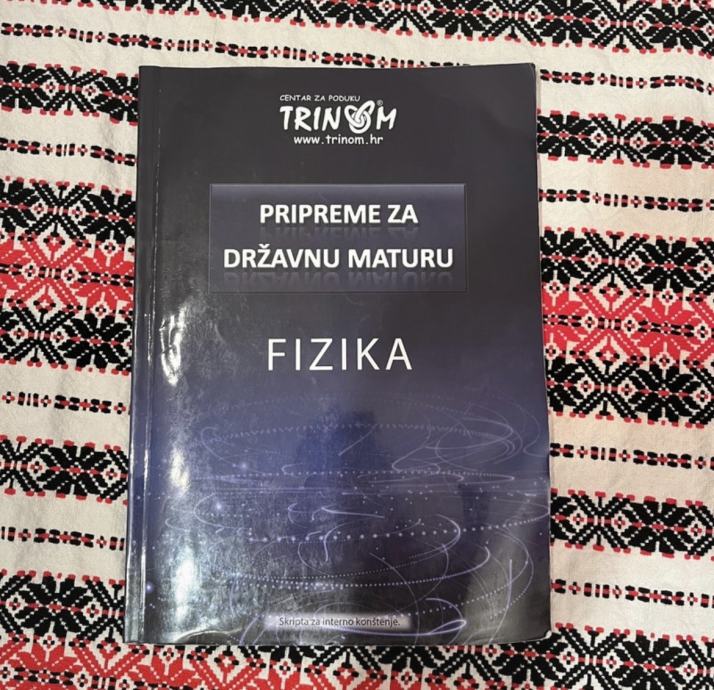 CENTAR ZA PODUKU
TRINOM®
www.trinom.hr
PRIPREME ZA
DRŽAVNU MATURU
FIZIKA
Skripta za interno korištenje.